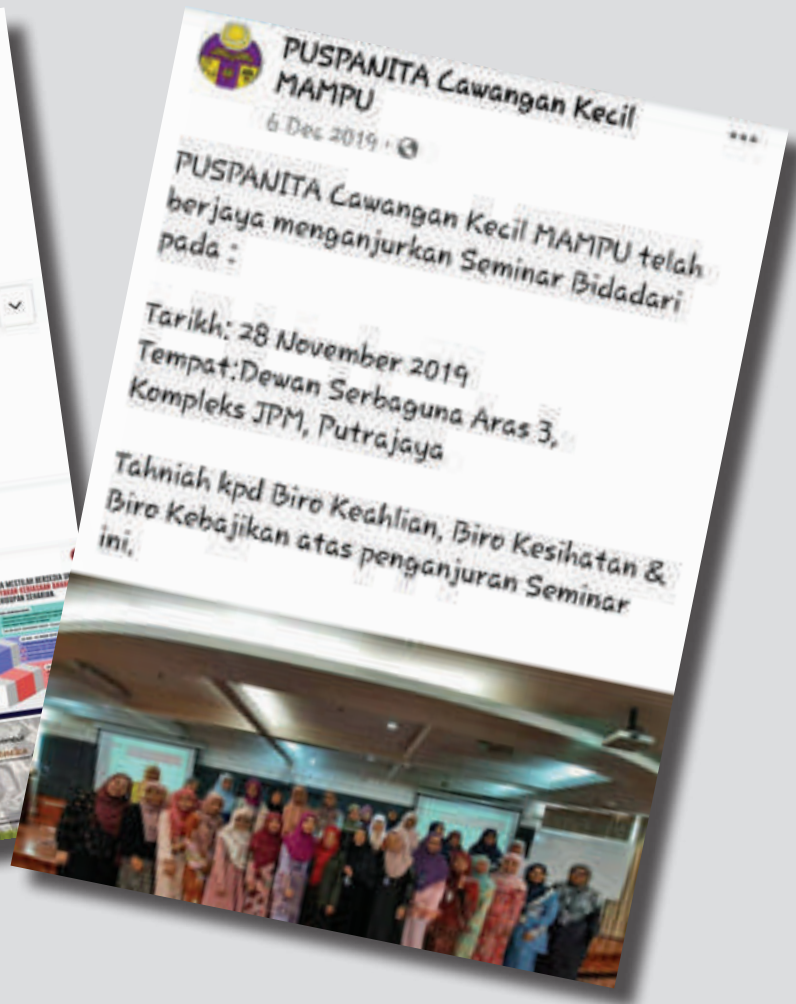 PUSPANITA Cawangan Kecil
MAMPU
6 Dec 2019
PUSPANITA Cawangan Kecil MAMPU telah
berjaya menganjurkan Seminar Bidadari
pada :
Tarikh: 28 November 2019
Tempat:Dewan Serbaguna Aras 3,
Kompleks JPM, Putrajaya
Tahniah kpd Biro Keahlian, Biro Kesihatan &
Biro Kebajikan atas penganjuran Seminar
ini,